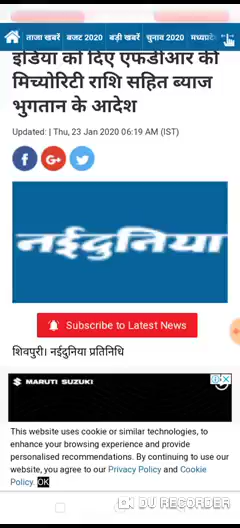 ताजा खबरें बजट 2020 बड़ी खबरें चुनाव 2020 मध्यप्रदेश
इंडिया को दिए एफडीआर की
मिच्योरिटी राशि सहित ब्याज
भुगतान के आदेश
Updated: | Thu, 23 Jan 2020 06:19 AM (IST)
नईदुनिया
Subscribe to Latest News
शिवपुरी। नईदुनिया प्रतिनिधि
MARUTI SUZUKI
This website uses cookie or similar technologies, to
enhance your browsing experience and provide
personalised recommendations. By continuing to use our
website, you agree to our Privacy Policy and Cookie
Policy. OK
DU RECORDER